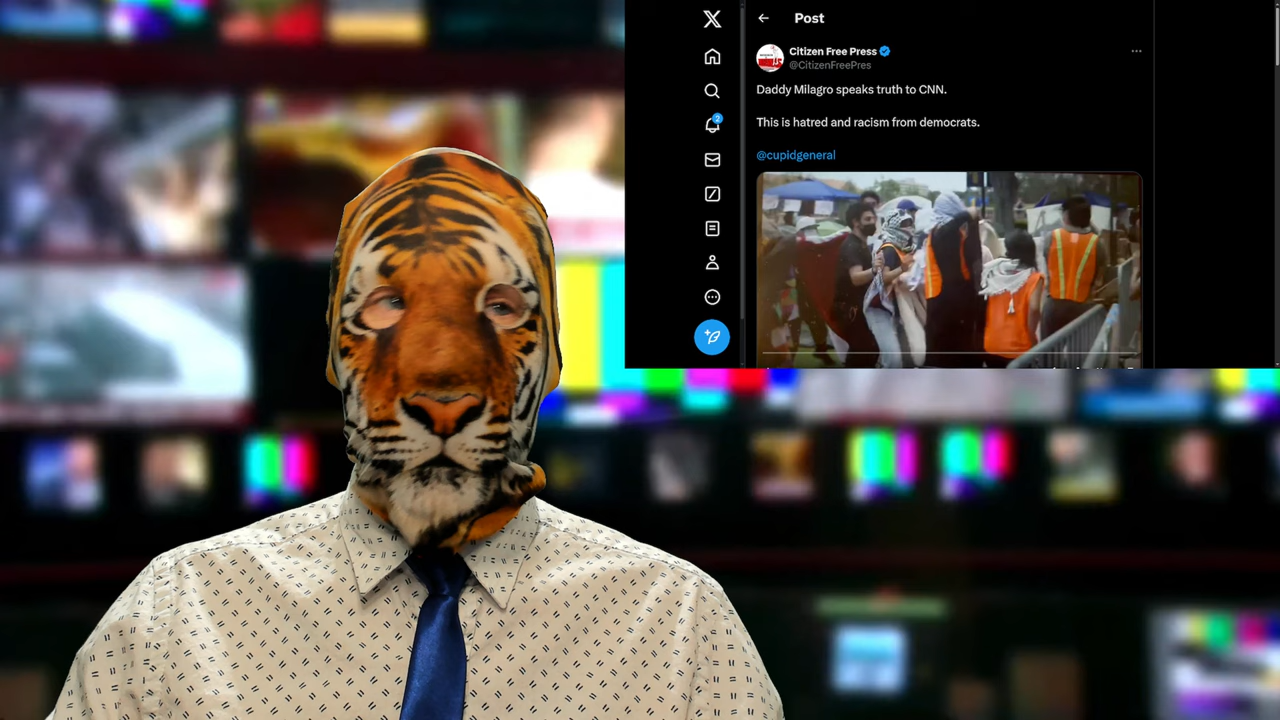 Post
Citizen Free Press
@CitizenFreePres
2
Daddy Milagro speaks truth to CNN.
This is hatred and racism from democrats.
@cupidgeneral